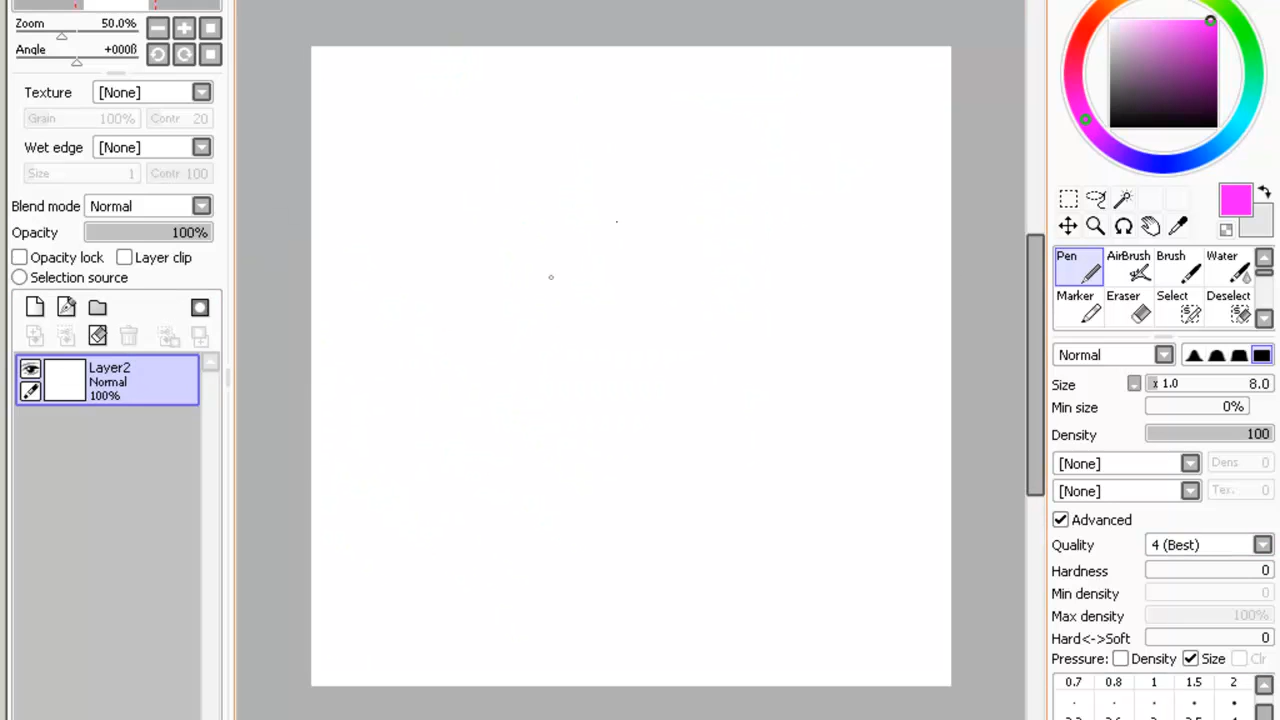 Zoom 50.0%
Angle +000ß
Texture [None]
Grain 100% Contr 20
Wet edge [None]
Size 1 Contr 100
Blend mode Normal
Opacity 100%
Opacity lock Layer clip
Selection source
Layer2
Normal
100%
Pen AirBrush Brush Water
Marker Eraser Select Deselect
Normal
Size x 1.0 8.0
Min size 0%
Density 100
[None] Dens 0
[None] Tex. 0
Advanced
Quality 4 (Best)
Hardness 0
Min density 0
Max density 100%
Hard<->Soft 0
Pressure: Density Size Clr
0.7 0.8 1 1.5 2